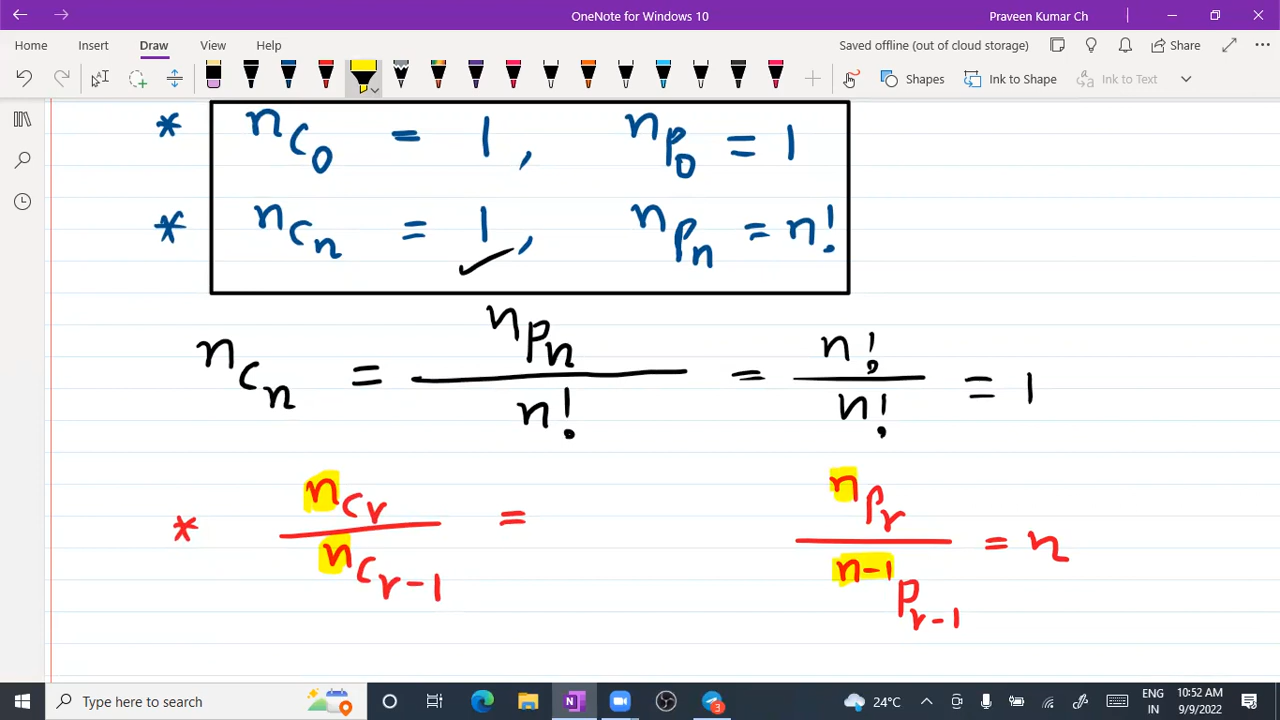 OneNote for Windows 10
Praveen Kumar Ch
Home Insert Draw View Help
Saved offline (out of cloud storage) Share
Shapes Ink to Shape Ink to Text
* nC0 = 1, nP0 = 1
* nCn = 1, nPn = n!
nCn = nPn / n! = n! / n! = 1
* nCr / nCr-1 = nPr / n-1Pr-1 = n
Type here to search
3
24°C
ENG
IN
10:52 AM
9/9/2022